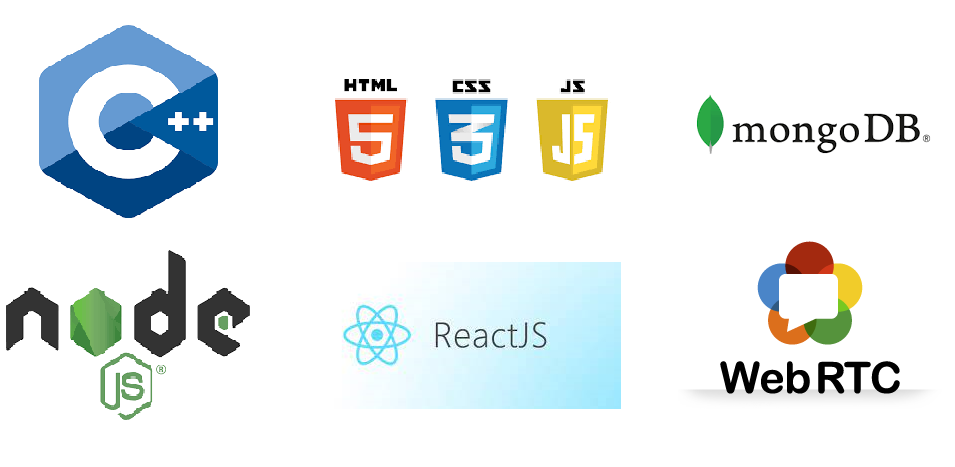 C++
HTML CSS JS
5 3 JS
mongoDB®
node
JS®
ReactJS
WebRTC